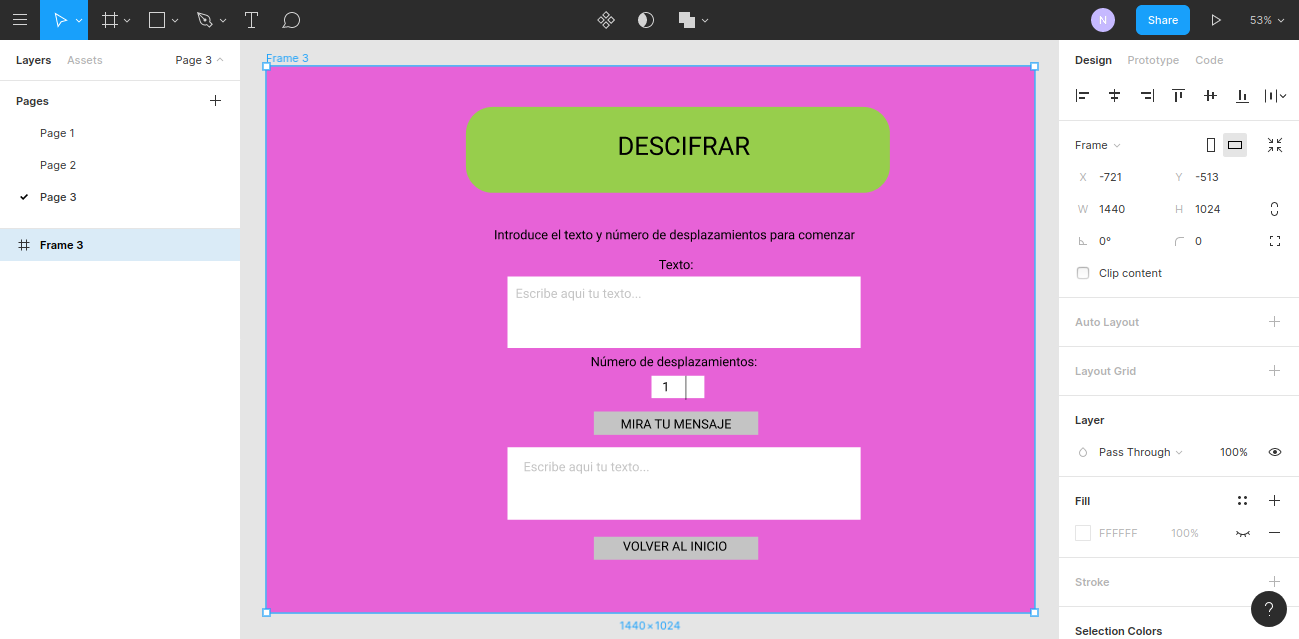 N
Share
53%
Layers
Assets
Page 3
Pages
Page 1
Page 2
Page 3
Frame 3
Frame 3
DESCIFRAR
Introduce el texto y número de desplazamientos para comenzar
Texto:
Escribe aqui tu texto...
Número de desplazamientos:
1
MIRA TU MENSAJE
Escribe aqui tu texto...
VOLVER AL INICIO
1440 × 1024
Design
Prototype
Code
Frame
X -721
Y -513
W 1440
H 1024
0°
0
Clip content
Auto Layout
Layout Grid
Layer
Pass Through
100%
Fill
FFFFFF
100%
Stroke
?
Selection Colors